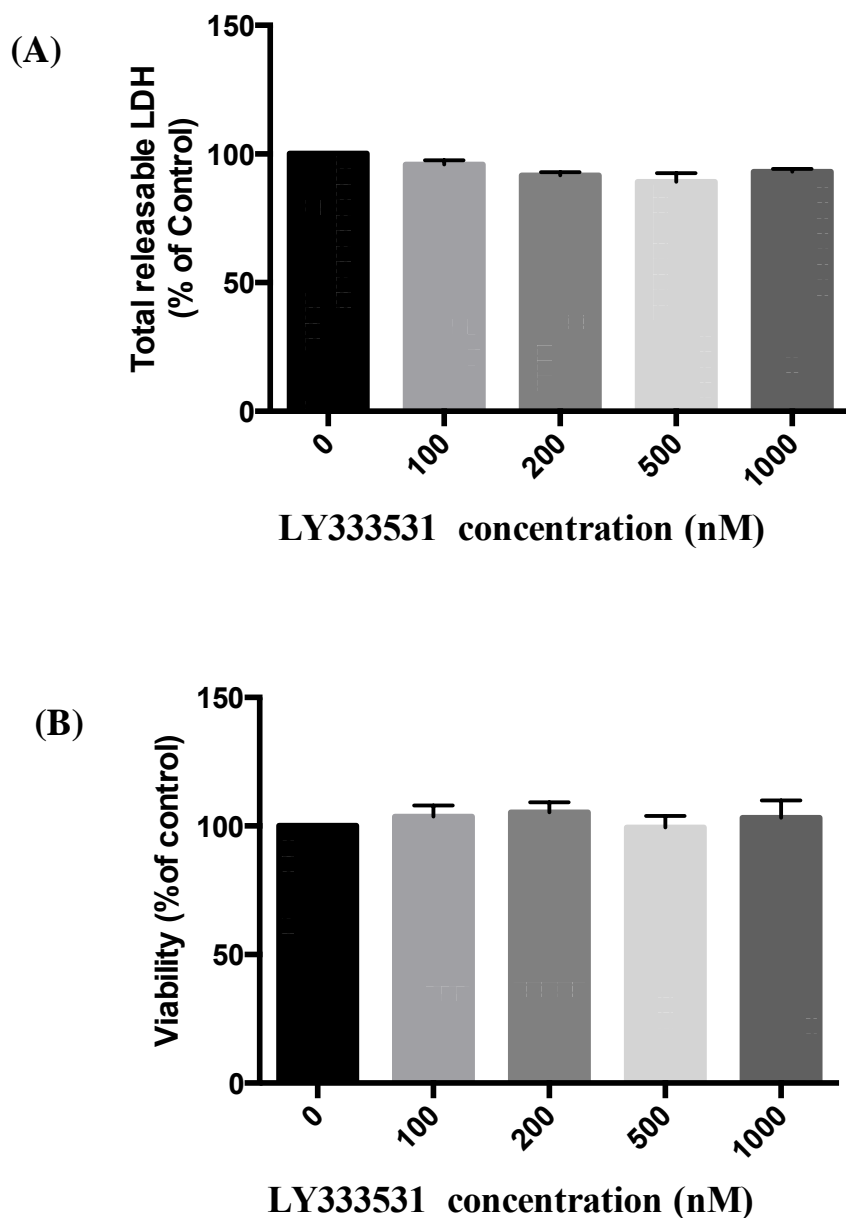 (A)
Total releasable LDH
(% of Control)
150
100
50
0
0
100
200
500
1000
LY333531 concentration (nM)
(B)
Viability (%of control)
150
100
50
0
0
100
200
500
1000
LY333531 concentration (nM)